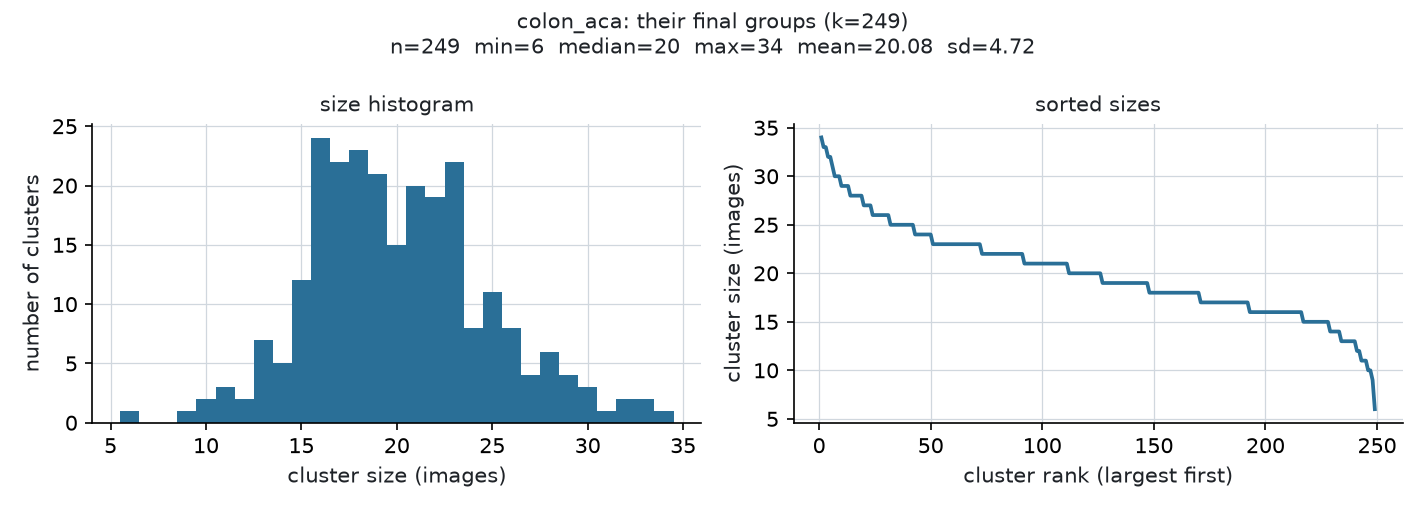 colon_aca: their final groups (k=249)
n=249 min=6 median=20 max=34 mean=20.08 sd=4.72
size histogram
number of clusters
25
20
15
10
5
0
5 10 15 20 25 30 35
cluster size (images)
sorted sizes
cluster size (images)
35
30
25
20
15
10
5
0 50 100 150 200 250
cluster rank (largest first)